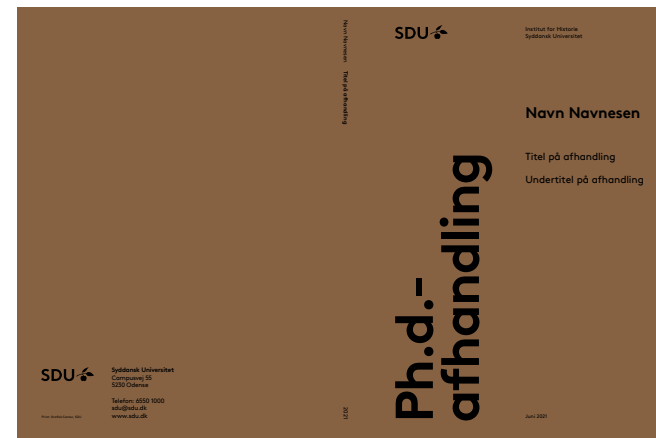 SDU
Syddansk Universitet
Campusvej 55
5230 Odense
Telefon: 6550 1000
sdu@sdu.dk
www.sdu.dk
Navn Navnesen Titel på afhandling
2021
SDU
Institut for Historie
Syddansk Universitet
Navn Navnesen
Titel på afhandling
Undertitel på afhandling
Ph.d.-
afhandling
Juni 2021